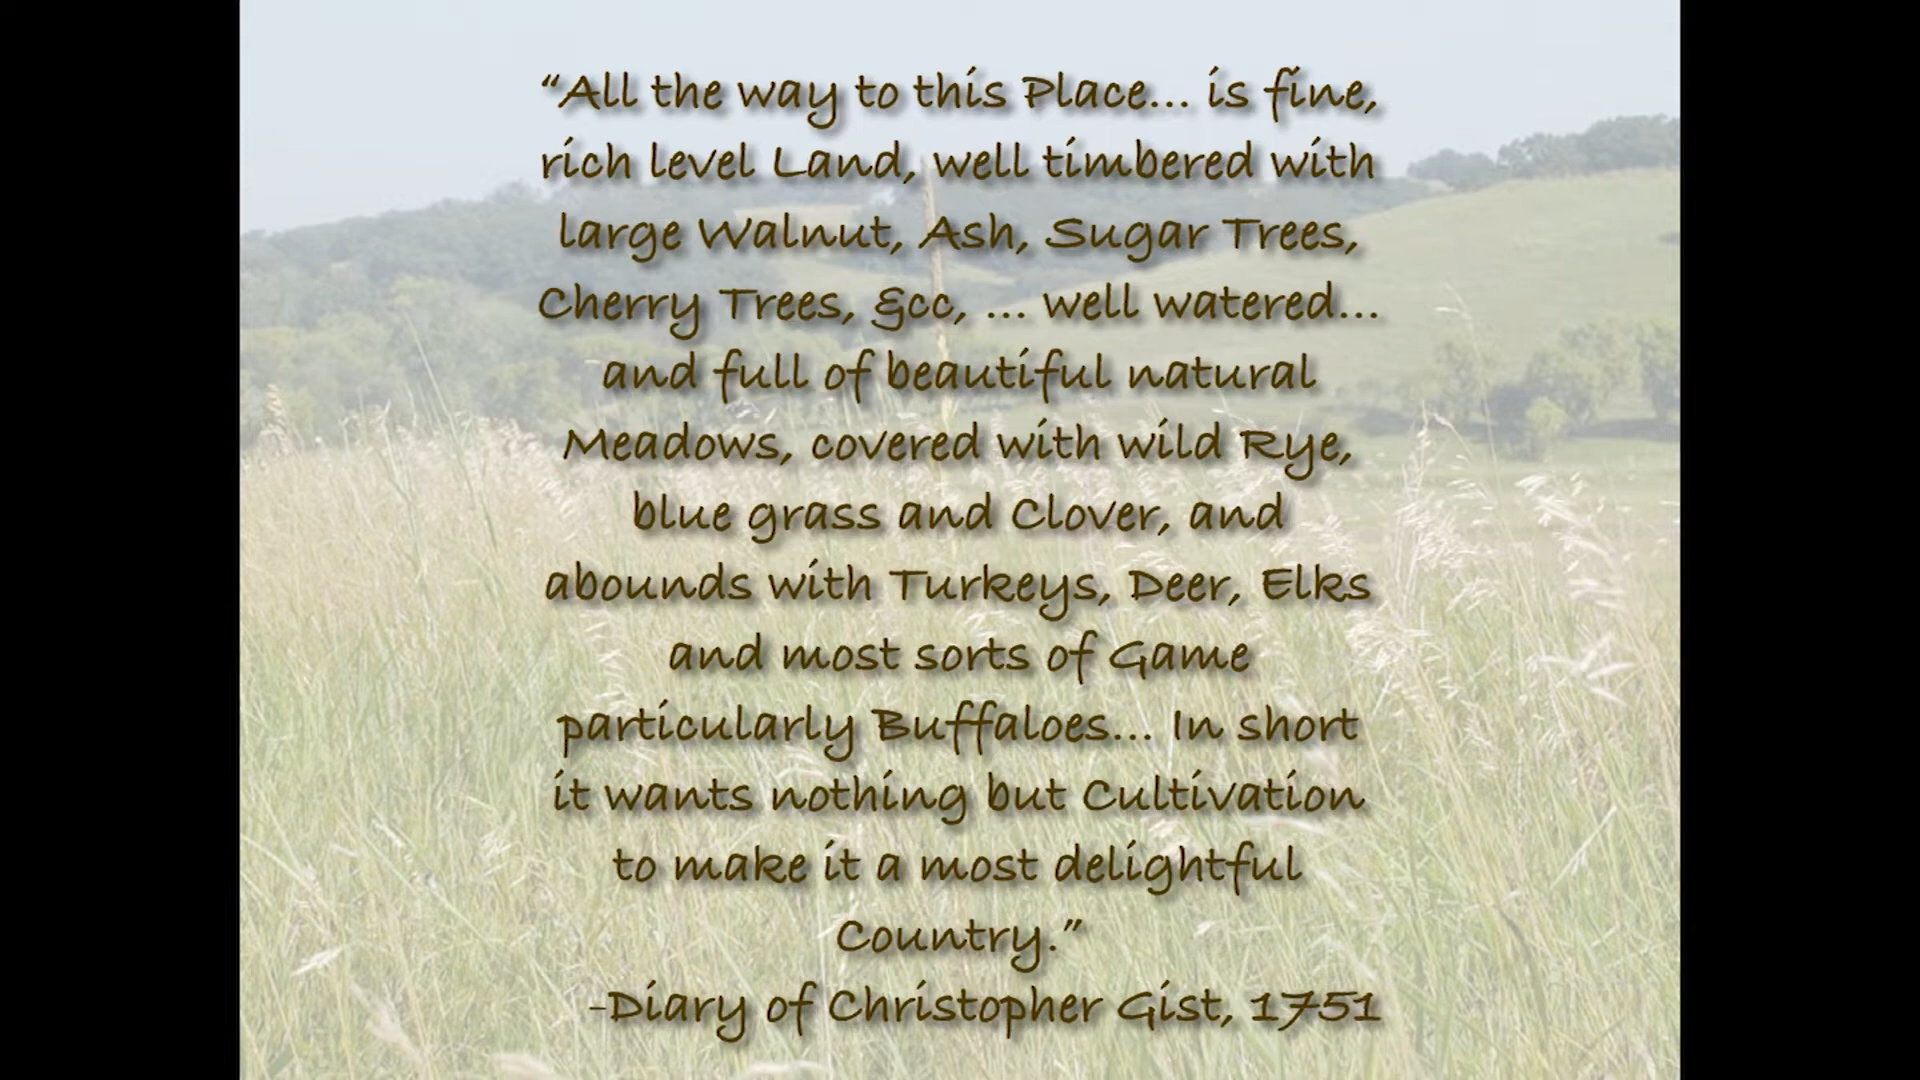 “All the way to this Place... is fine,
rich level Land, well timbered with
large Walnut, Ash, Sugar Trees,
Cherry Trees, &cc, ... well watered...
and full of beautiful natural
Meadows, covered with wild Rye,
blue grass and Clover, and
abounds with Turkeys, Deer, Elks
and most sorts of Game
particularly Buffaloes... In short
it wants nothing but Cultivation
to make it a most delightful
Country.”
-Diary of Christopher Gist, 1751